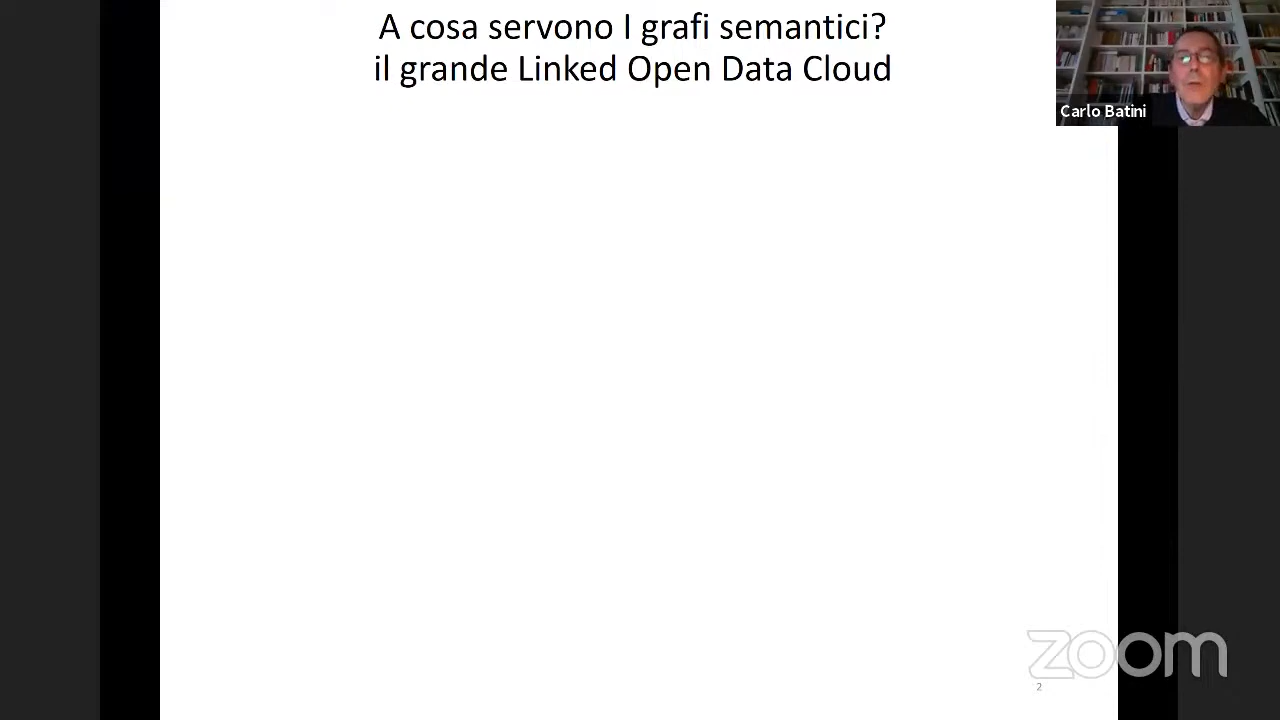 A cosa servono I grafi semantici?
il grande Linked Open Data Cloud
Carlo Batini
zoom
2